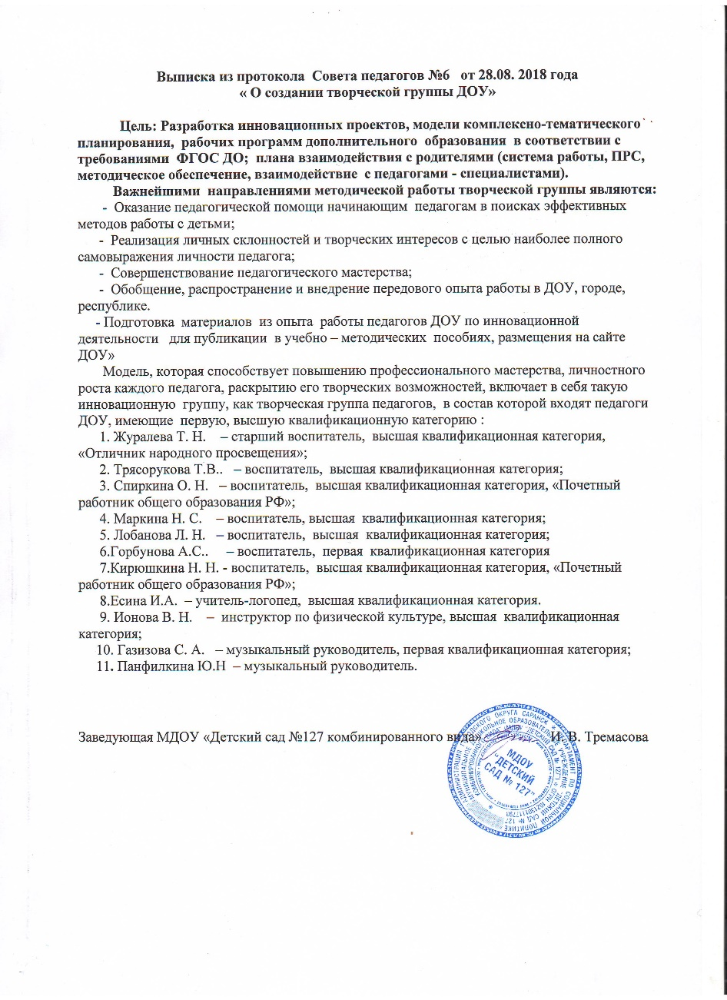 Выписка из протокола Совета педагогов №6 от 28.08. 2018 года
« О создании творческой группы ДОУ»
Цель: Разработка инновационных проектов, модели комплексно-тематического
планирования, рабочих программ дополнительного образования в соответствии с
требованиями ФГОС ДО; плана взаимодействия с родителями (система работы, ПРС,
методическое обеспечение, взаимодействие с педагогами - специалистами).
Важнейшими направлениями методической работы творческой группы являются:
- Оказание педагогической помощи начинающим педагогам в поисках эффективных
методов работы с детьми;
- Реализация личных склонностей и творческих интересов с целью наиболее полного
самовыражения личности педагога;
- Совершенствование педагогического мастерства;
- Обобщение, распространение и внедрение передового опыта работы в ДОУ, городе,
республике.
- Подготовка материалов из опыта работы педагогов ДОУ по инновационной
деятельности для публикации в учебно – методических пособиях, размещения на сайте
ДОУ»
Модель, которая способствует повышению профессионального мастерства, личностного
роста каждого педагога, раскрытию его творческих возможностей, включает в себя такую
инновационную группу, как творческая группа педагогов, в состав которой входят педагоги
ДОУ, имеющие первую, высшую квалификационную категорию :
1. Журалева Т. Н. – старший воспитатель, высшая квалификационная категория,
«Отличник народного просвещения»;
2. Трясорукова Т.В.. – воспитатель, высшая квалификационная категория;
3. Спиркина О. Н. – воспитатель, высшая квалификационная категория, «Почетный
работник общего образования РФ»;
4. Маркина Н. С. – воспитатель, высшая квалификационная категория;
5. Лобанова Л. Н. – воспитатель, высшая квалификационная категория;
6.Горбунова А.С.. – воспитатель, первая квалификационная категория
7.Кирюшкина Н. Н. - воспитатель, высшая квалификационная категория, «Почетный
работник общего образования РФ»;
8.Есина И.А. – учитель-логопед, высшая квалификационная категория.
9. Ионова В. Н. – инструктор по физической культуре, высшая квалификационная
категория;
10. Газизова С. А. – музыкальный руководитель, первая квалификационная категория;
11. Панфилкина Ю.Н – музыкальный руководитель.
Заведующая МДОУ «Детский сад №127 комбинированного вида» И. В. Тремасова
МДОУ
"ДЕТСКИЙ
САД № 127"